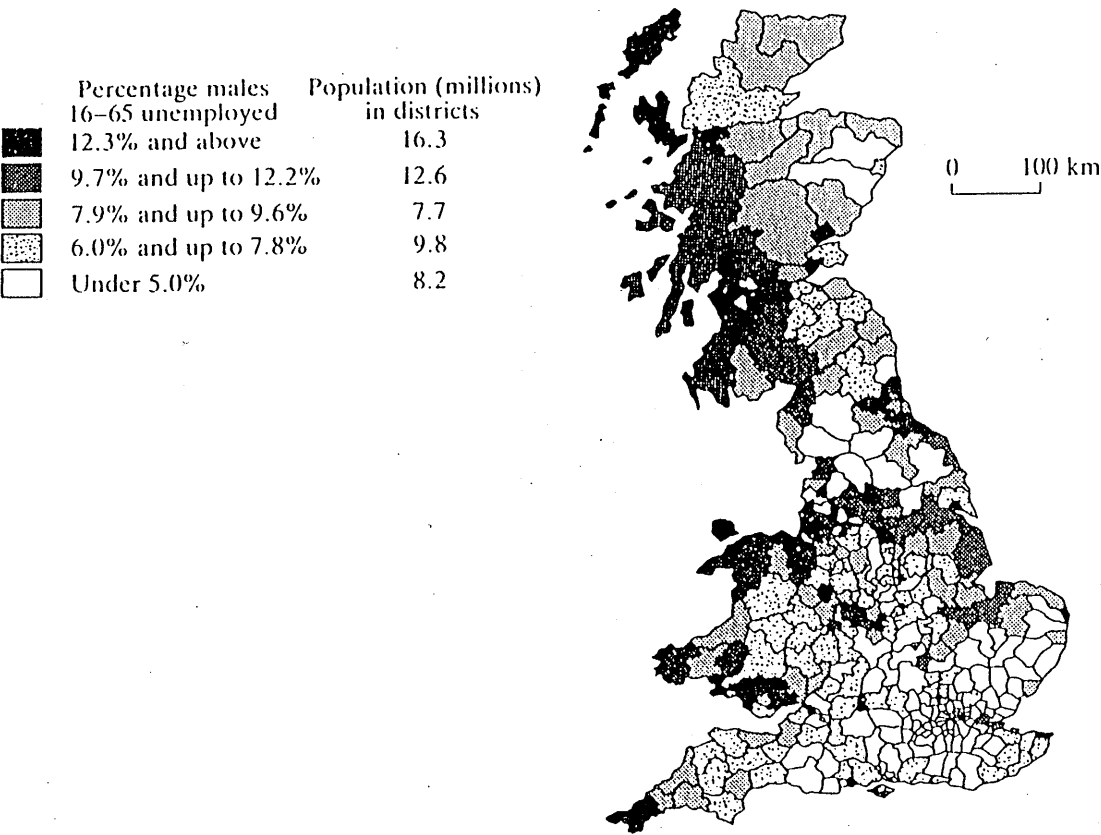 Percentage males Population (millions)
16–65 unemployed in districts
12.3% and above 16.3
9.7% and up to 12.2% 12.6
7.9% and up to 9.6% 7.7
6.0% and up to 7.8% 9.8
Under 5.0% 8.2
0 100 km